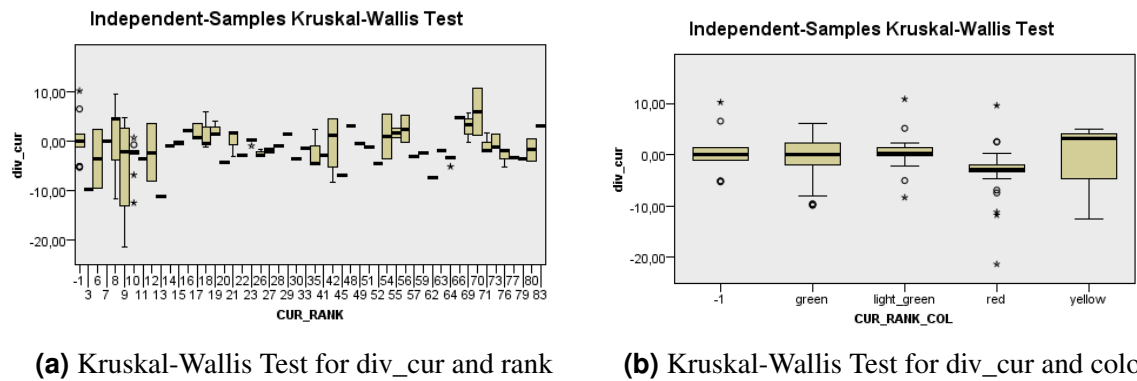 Independent-Samples Kruskal-Wallis Test
10,00
0,00
-10,00
-20,00
div_cur
-1 6 8 10 12 14 16 18 20 22 26 28 30 35 42 48 51 54 56 59 63 66 70 73 77 80
3 7 9 11 13 15 17 19 21 23 27 29 33 41 45 49 52 55 57 62 64 69 71 76 79 83
CUR_RANK
(a) Kruskal-Wallis Test for div_cur and rank
Independent-Samples Kruskal-Wallis Test
10,00
0,00
-10,00
-20,00
div_cur
-1 green light_green red yellow
CUR_RANK_COL
(b) Kruskal-Wallis Test for div_cur and colo